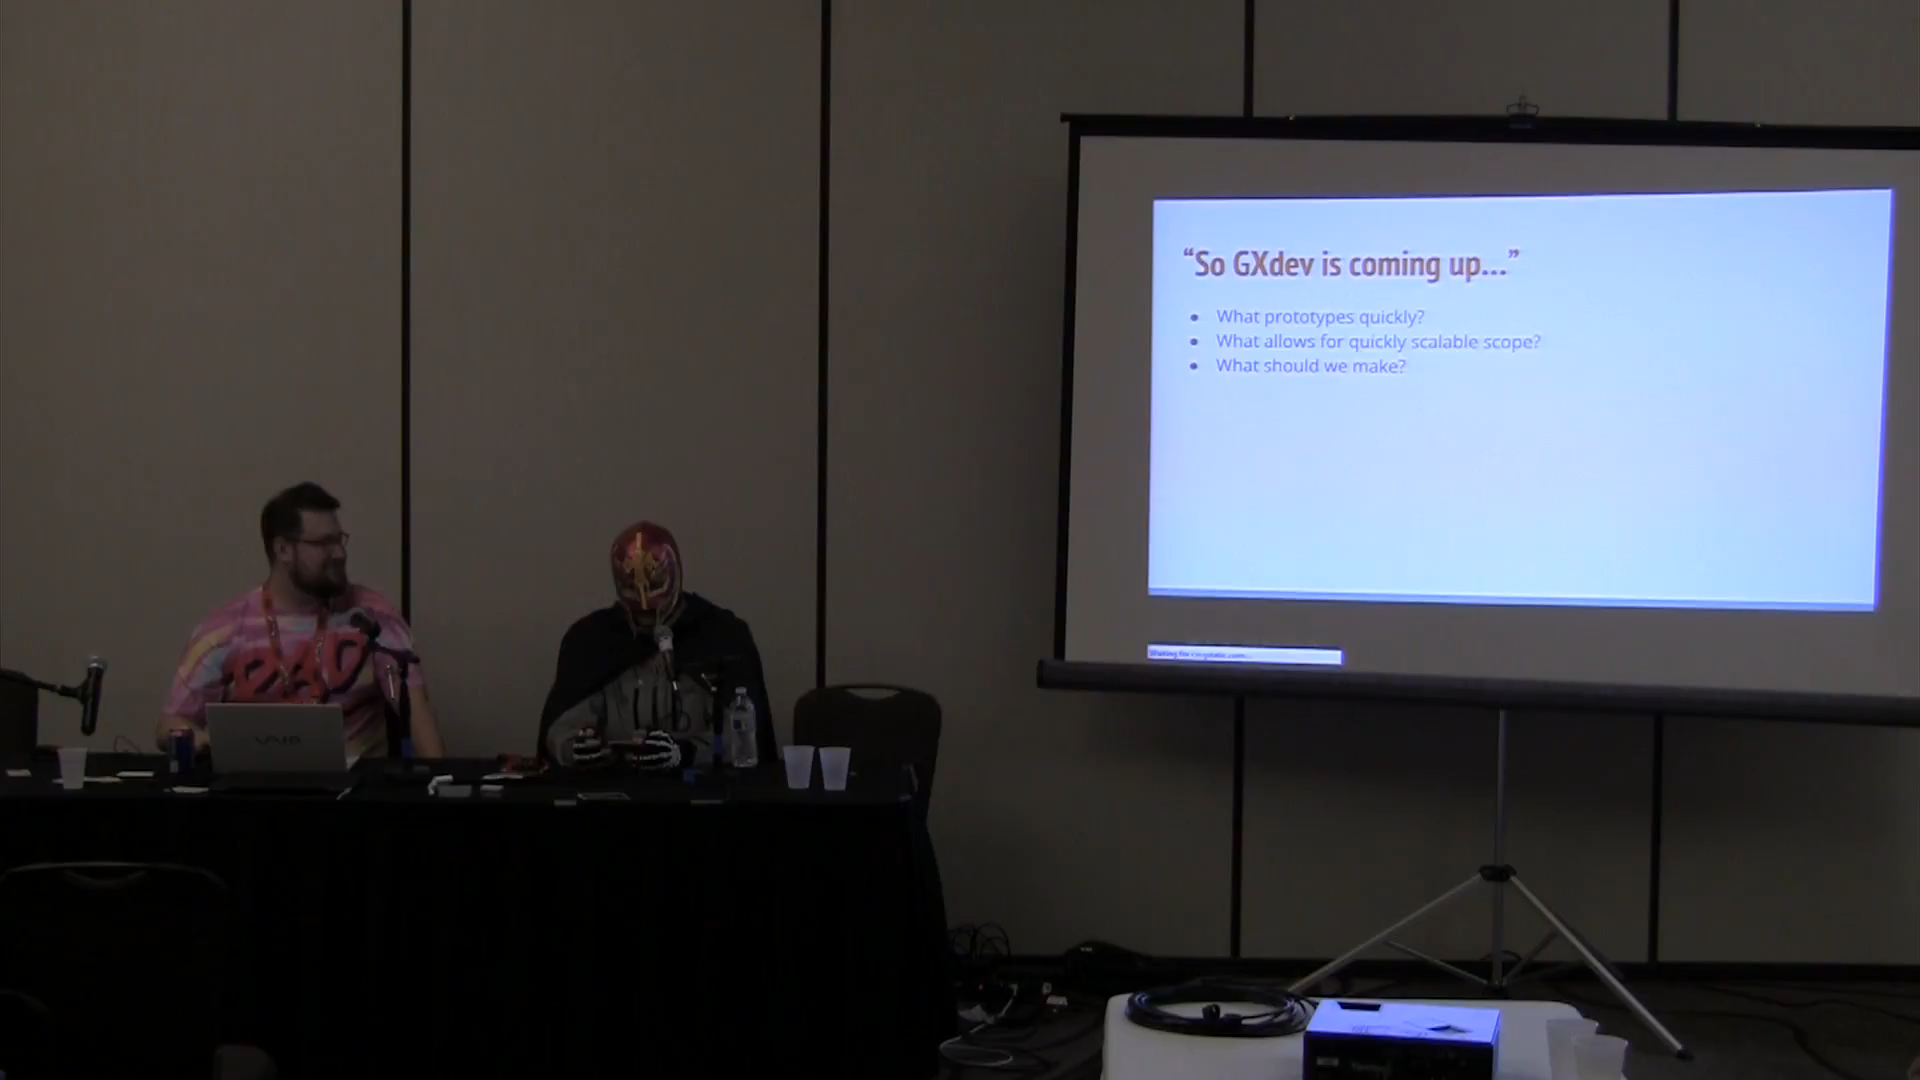 “So GXdev is coming up...”
● What prototypes quickly?
● What allows for quickly scalable scope?
● What should we make?
RAD
VAIO